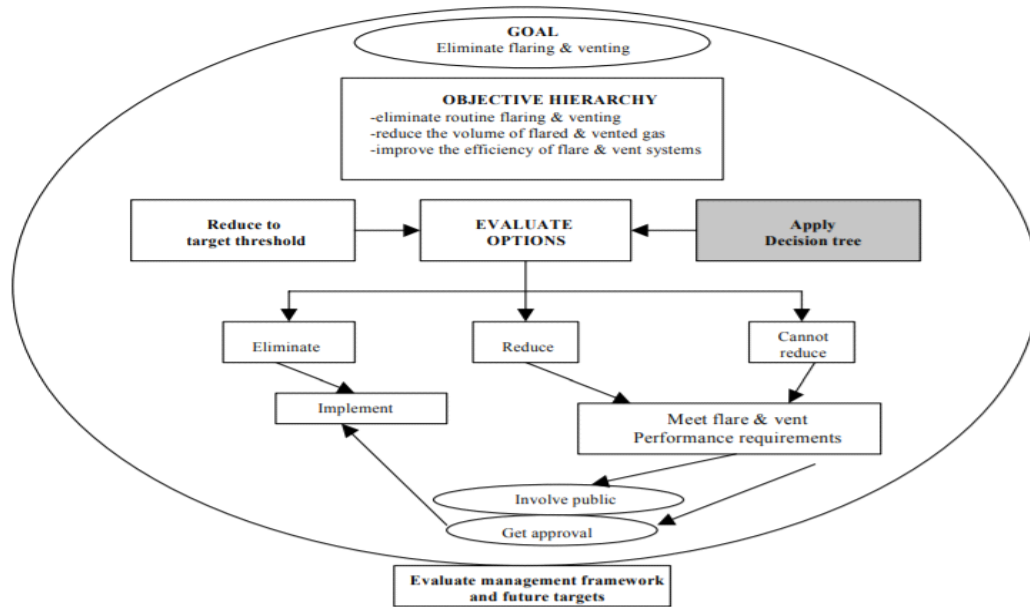 GOAL
Eliminate flaring & venting
OBJECTIVE HIERARCHY
-eliminate routine flaring & venting
-reduce the volume of flared & vented gas
-improve the efficiency of flare & vent systems
Reduce to
target threshold
EVALUATE
OPTIONS
Apply
Decision tree
Eliminate
Reduce
Cannot
reduce
Implement
Meet flare & vent
Performance requirements
Involve public
Get approval
Evaluate management framework
and future targets